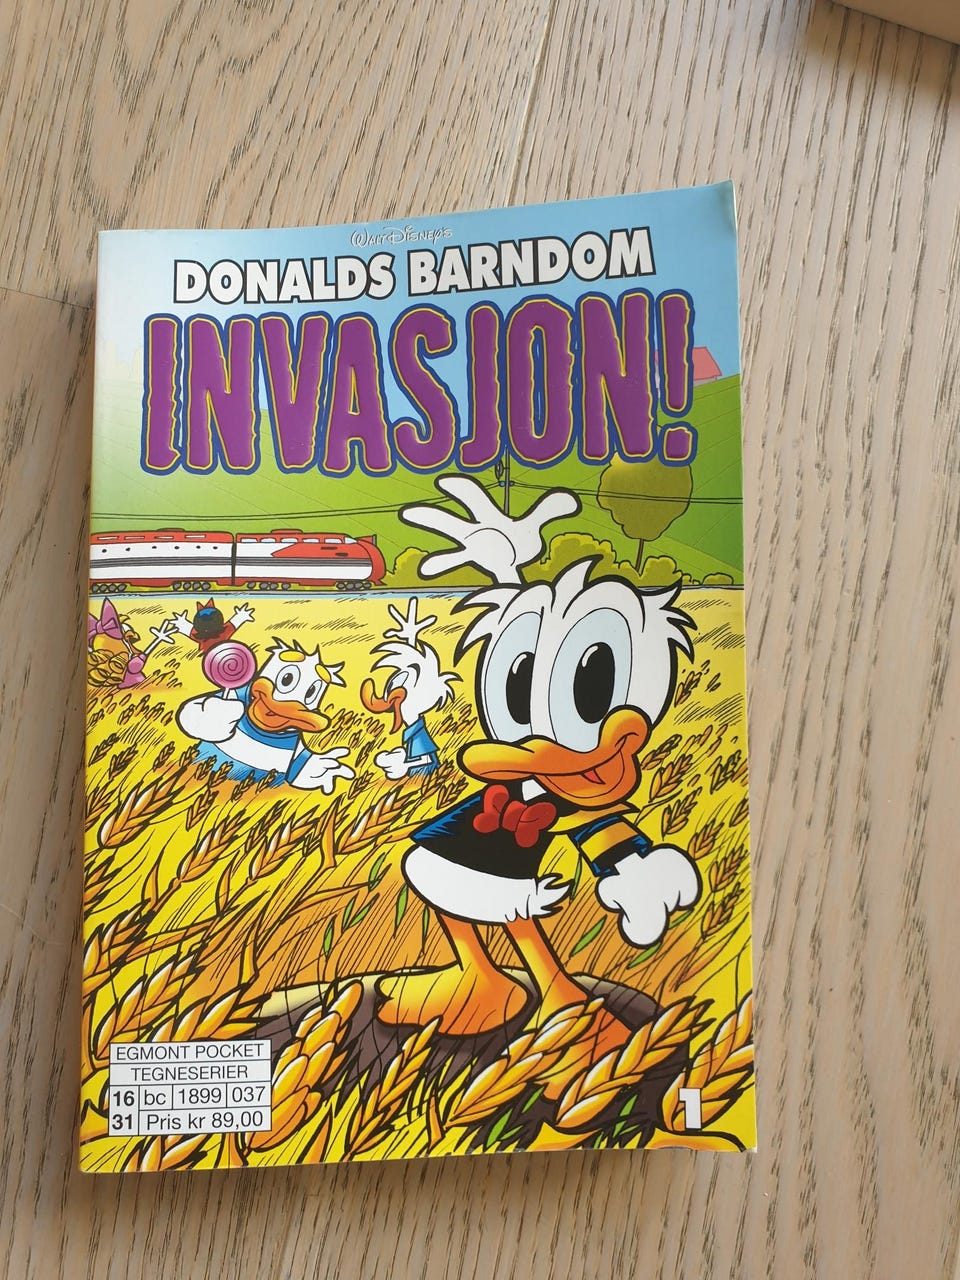 WALT DISNEY'S
DONALDS BARNDOM
INVASJON!
EGMONT POCKET
TEGNESERIER
16 bc 1899 037
31 Pris kr 89,00
1